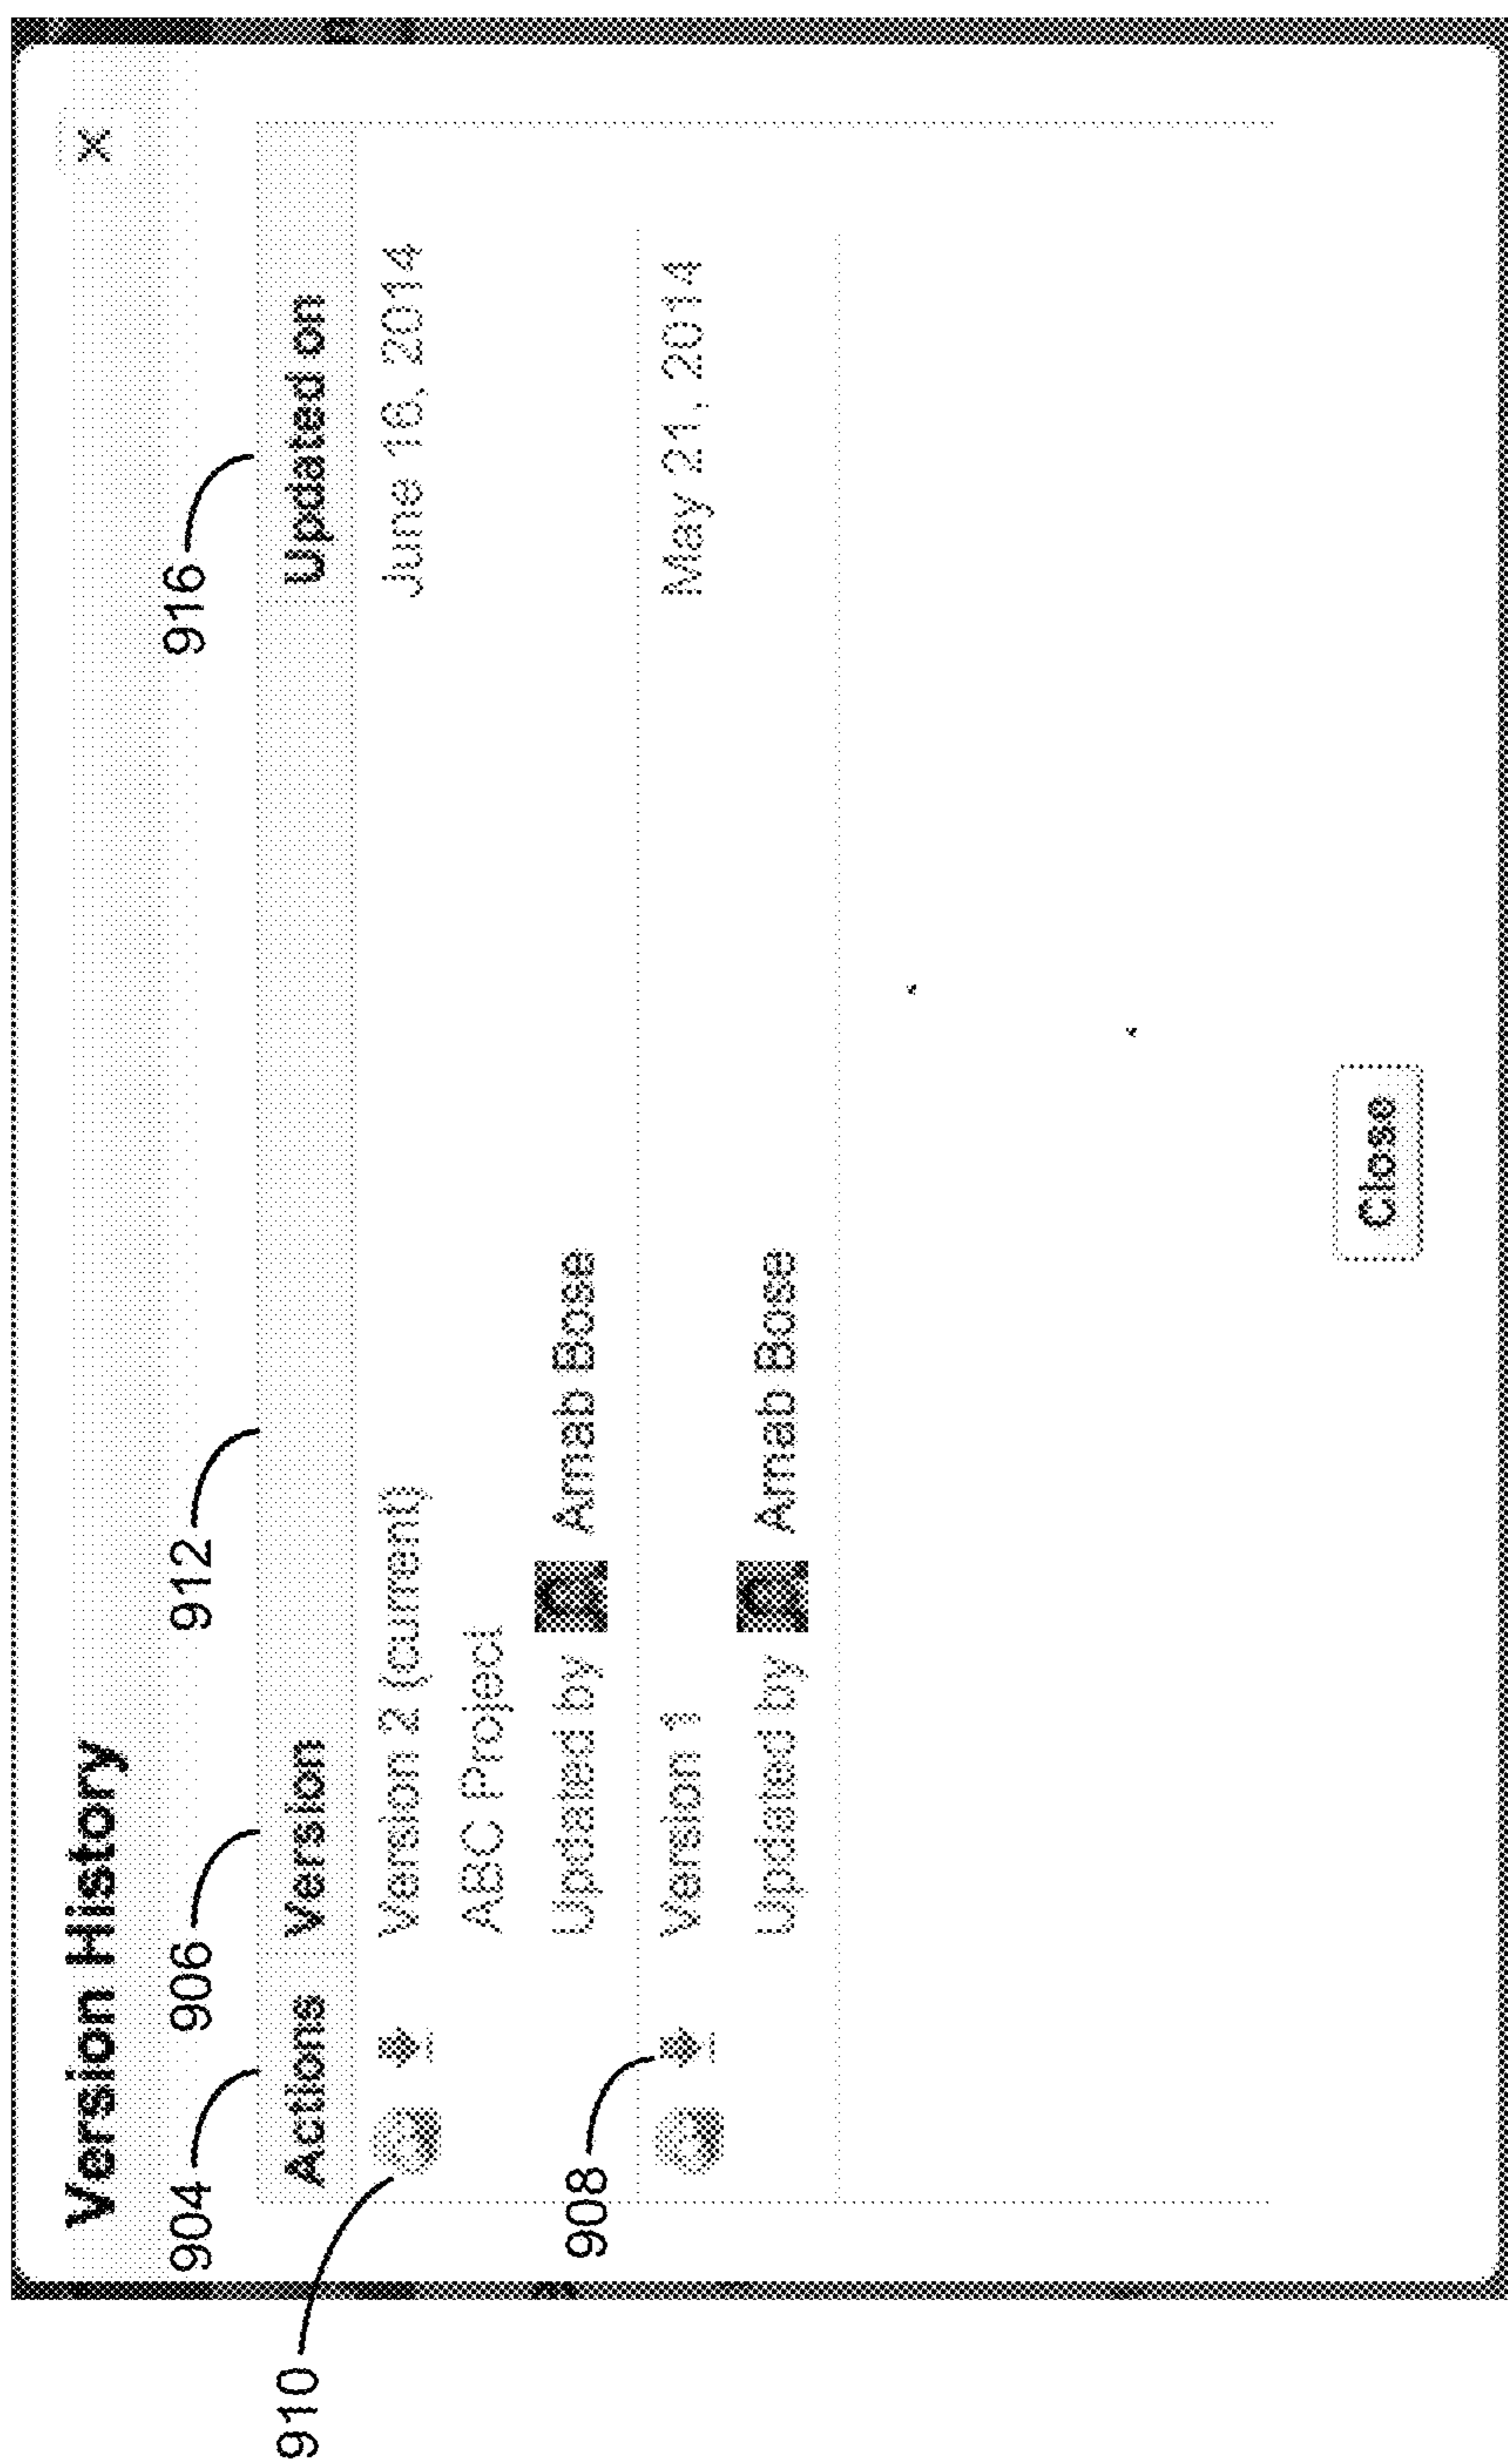 Version History
x
904
906
912
916
910
Actions Version Updated on
Version 2 (current) June 16, 2014
ABC Project
Updated by Arnab Bose
908
Version 1 May 21, 2014
Updated by Arnab Bose
Close